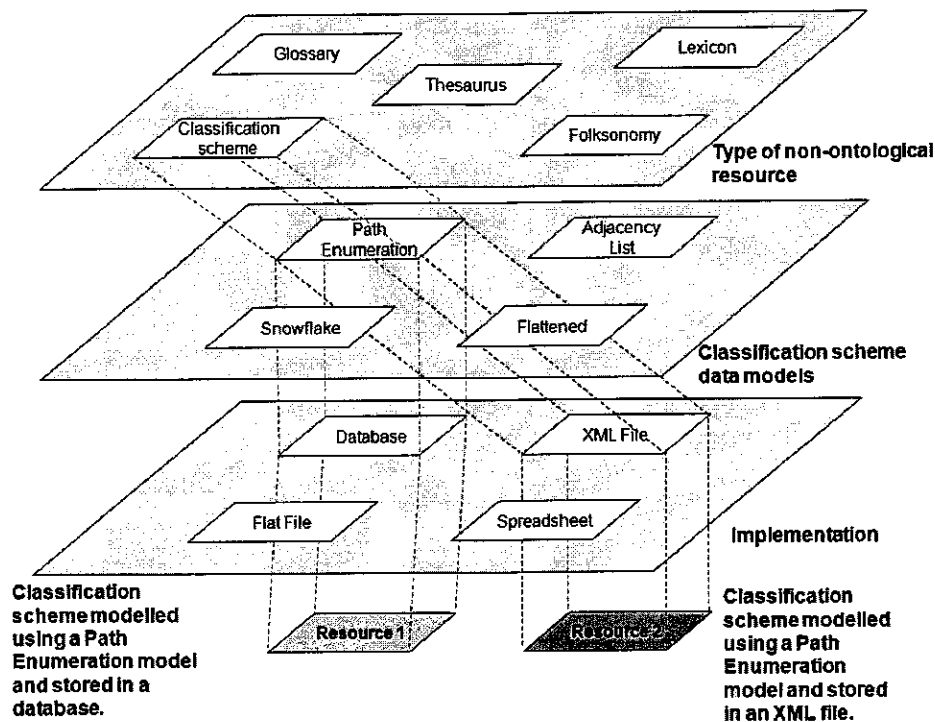 Glossary
Lexicon
Thesaurus
Classification
scheme
Folksonomy
Type of non-ontological
resource
Path
Enumeration
Adjacency
List
Snowflake
Flattened
Classification scheme
data models
Database
XML File
Flat File
Spreadsheet
Implementation
Classification
scheme modelled
using a Path
Enumeration model
and stored in a
database.
Resource 1
Resource 2
Classification
scheme modelled
using a Path
Enumeration
model and stored
in an XML file.